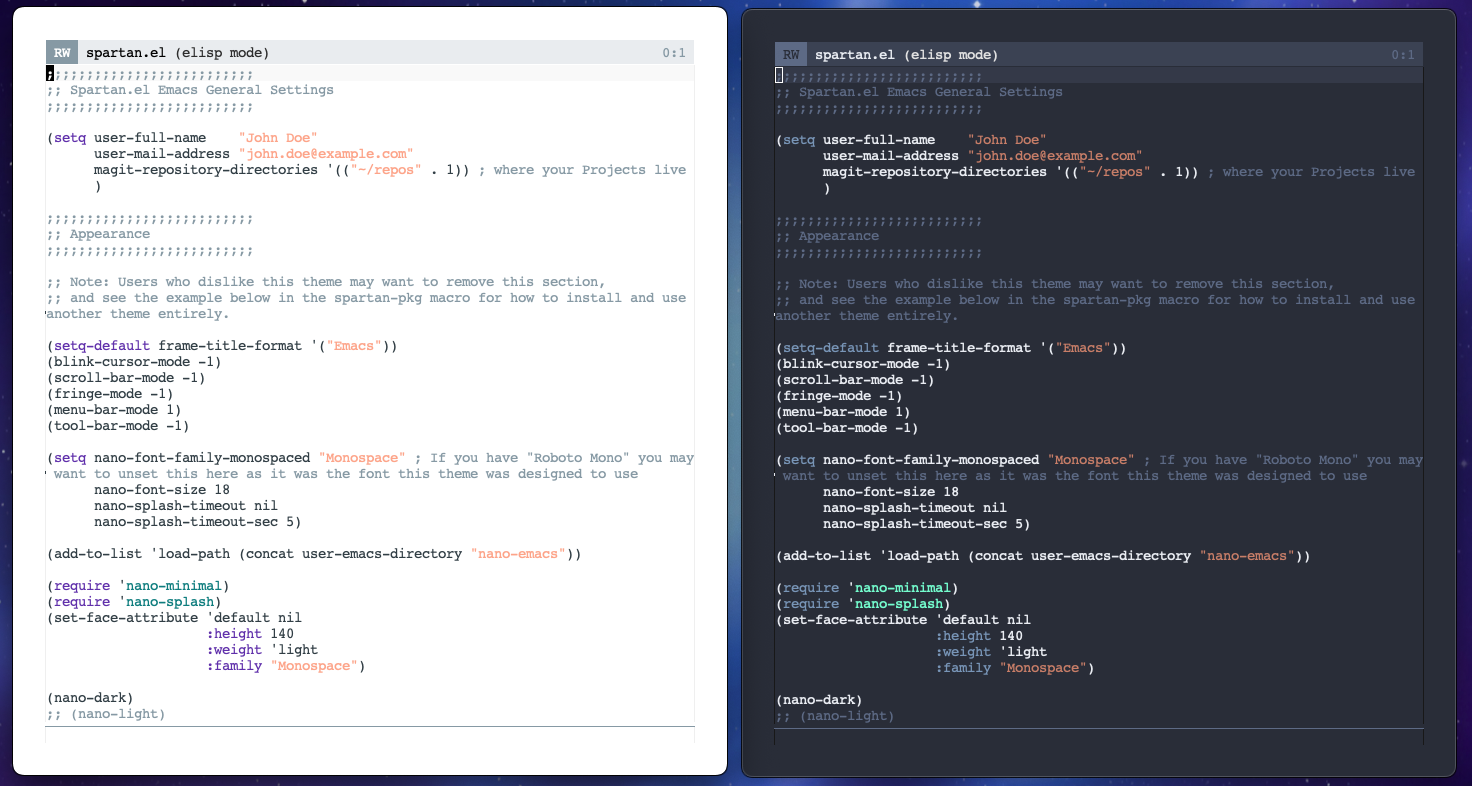 RW spartan.el (elisp mode) 0:1
;;;;;;;;;;;;;;;;;;;;;;;;;;
;; Spartan.el Emacs General Settings
;;;;;;;;;;;;;;;;;;;;;;;;;;
(setq user-full-name    "John Doe"
      user-mail-address "john.doe@example.com"
      magit-repository-directories '(("~/repos" . 1)) ; where your Projects live
      )
;;;;;;;;;;;;;;;;;;;;;;;;;;
;; Appearance
;;;;;;;;;;;;;;;;;;;;;;;;;;
;; Note: Users who dislike this theme may want to remove this section,
;; and see the example below in the spartan-pkg macro for how to install and use
another theme entirely.
(setq-default frame-title-format '("Emacs"))
(blink-cursor-mode -1)
(scroll-bar-mode -1)
(fringe-mode -1)
(menu-bar-mode 1)
(tool-bar-mode -1)
(setq nano-font-family-monospaced "Monospace" ; If you have "Roboto Mono" you may
 want to unset this here as it was the font this theme was designed to use
      nano-font-size 18
      nano-splash-timeout nil
      nano-splash-timeout-sec 5)
(add-to-list 'load-path (concat user-emacs-directory "nano-emacs"))
(require 'nano-minimal)
(require 'nano-splash)
(set-face-attribute 'default nil
                    :height 140
                    :weight 'light
                    :family "Monospace")
(nano-dark)
;; (nano-light)
RW spartan.el (elisp mode) 0:1
;;;;;;;;;;;;;;;;;;;;;;;;;;
;; Spartan.el Emacs General Settings
;;;;;;;;;;;;;;;;;;;;;;;;;;
(setq user-full-name    "John Doe"
      user-mail-address "john.doe@example.com"
      magit-repository-directories '(("~/repos" . 1)) ; where your Projects live
      )
;;;;;;;;;;;;;;;;;;;;;;;;;;
;; Appearance
;;;;;;;;;;;;;;;;;;;;;;;;;;
;; Note: Users who dislike this theme may want to remove this section,
;; and see the example below in the spartan-pkg macro for how to install and use
another theme entirely.
(setq-default frame-title-format '("Emacs"))
(blink-cursor-mode -1)
(scroll-bar-mode -1)
(fringe-mode -1)
(menu-bar-mode 1)
(tool-bar-mode -1)
(setq nano-font-family-monospaced "Monospace" ; If you have "Roboto Mono" you may
 want to unset this here as it was the font this theme was designed to use
      nano-font-size 18
      nano-splash-timeout nil
      nano-splash-timeout-sec 5)
(add-to-list 'load-path (concat user-emacs-directory "nano-emacs"))
(require 'nano-minimal)
(require 'nano-splash)
(set-face-attribute 'default nil
                    :height 140
                    :weight 'light
                    :family "Monospace")
(nano-dark)
;; (nano-light)